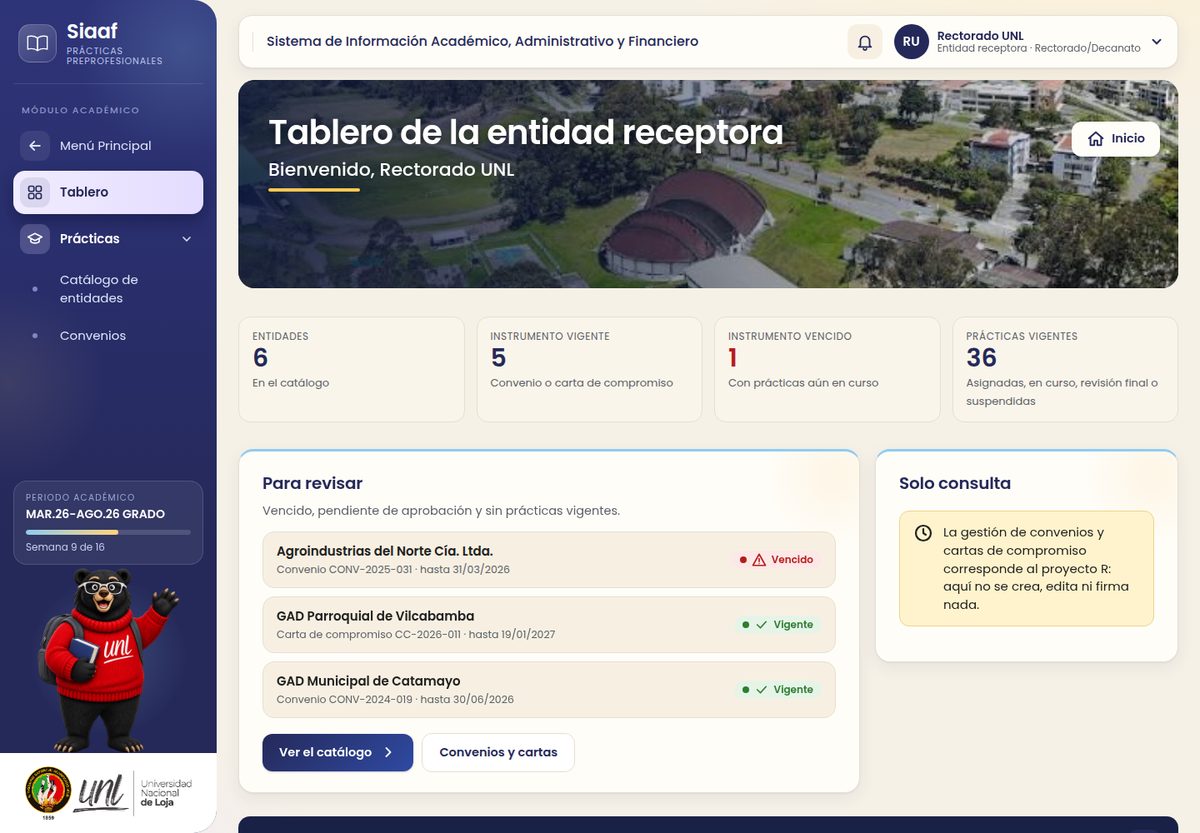 Siaaf
PRÁCTICAS
PREPROFESIONALES
MÓDULO ACADÉMICO
Menú Principal
Tablero
Prácticas
Catálogo de
entidades
Convenios
PERIODO ACADÉMICO
MAR.26-AGO.26 GRADO
Semana 9 de 16
unl
1859
unl
Universidad
Nacional
de Loja
Sistema de Información Académico, Administrativo y Financiero
RU
Rectorado UNL
Entidad receptora · Rectorado/Decanato
Tablero de la entidad receptora
Bienvenido, Rectorado UNL
Inicio
ENTIDADES
6
En el catálogo
INSTRUMENTO VIGENTE
5
Convenio o carta de compromiso
INSTRUMENTO VENCIDO
1
Con prácticas aún en curso
PRÁCTICAS VIGENTES
36
Asignadas, en curso, revisión final o
suspendidas
Para revisar
Vencido, pendiente de aprobación y sin prácticas vigentes.
Agroindustrias del Norte Cía. Ltda.
Convenio CONV-2025-031 · hasta 31/03/2026
Vencido
GAD Parroquial de Vilcabamba
Carta de compromiso CC-2026-011 · hasta 19/01/2027
Vigente
GAD Municipal de Catamayo
Convenio CONV-2024-019 · hasta 30/06/2026
Vigente
Ver el catálogo
Convenios y cartas
Solo consulta
La gestión de convenios y
cartas de compromiso
corresponde al proyecto R:
aquí no se crea, edita ni firma
nada.